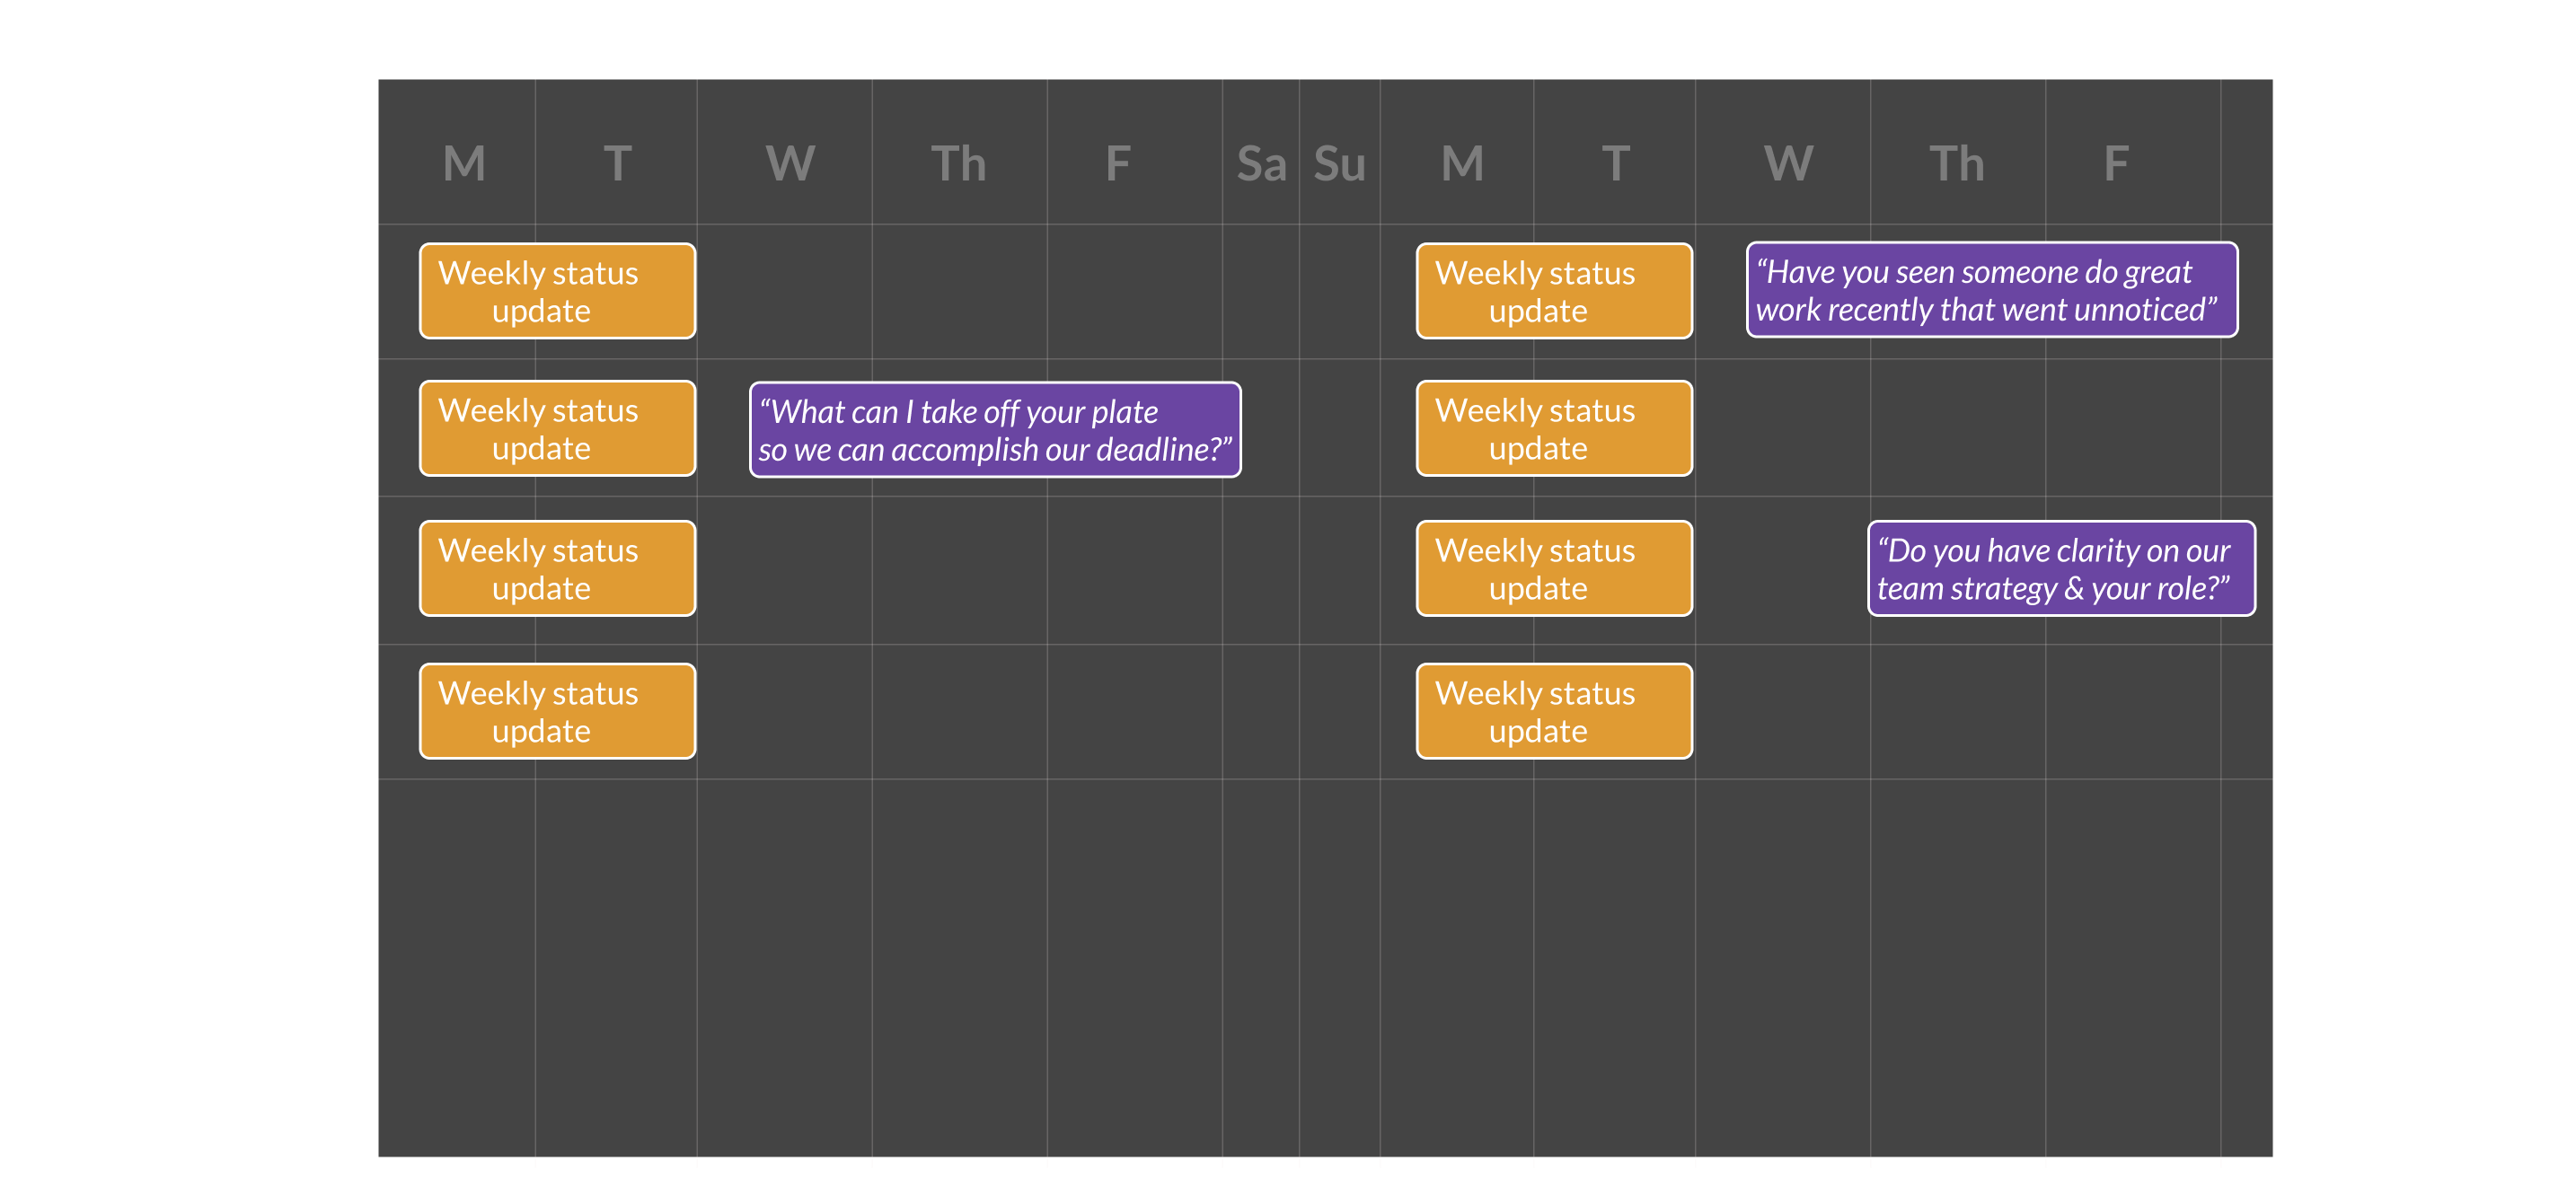 M T W Th F Sa Su M T W Th F
Weekly status
update
Weekly status
update
“Have you seen someone do great
work recently that went unnoticed”
Weekly status
update
“What can I take off your plate
so we can accomplish our deadline?”
Weekly status
update
Weekly status
update
Weekly status
update
“Do you have clarity on our
team strategy & your role?”
Weekly status
update
Weekly status
update